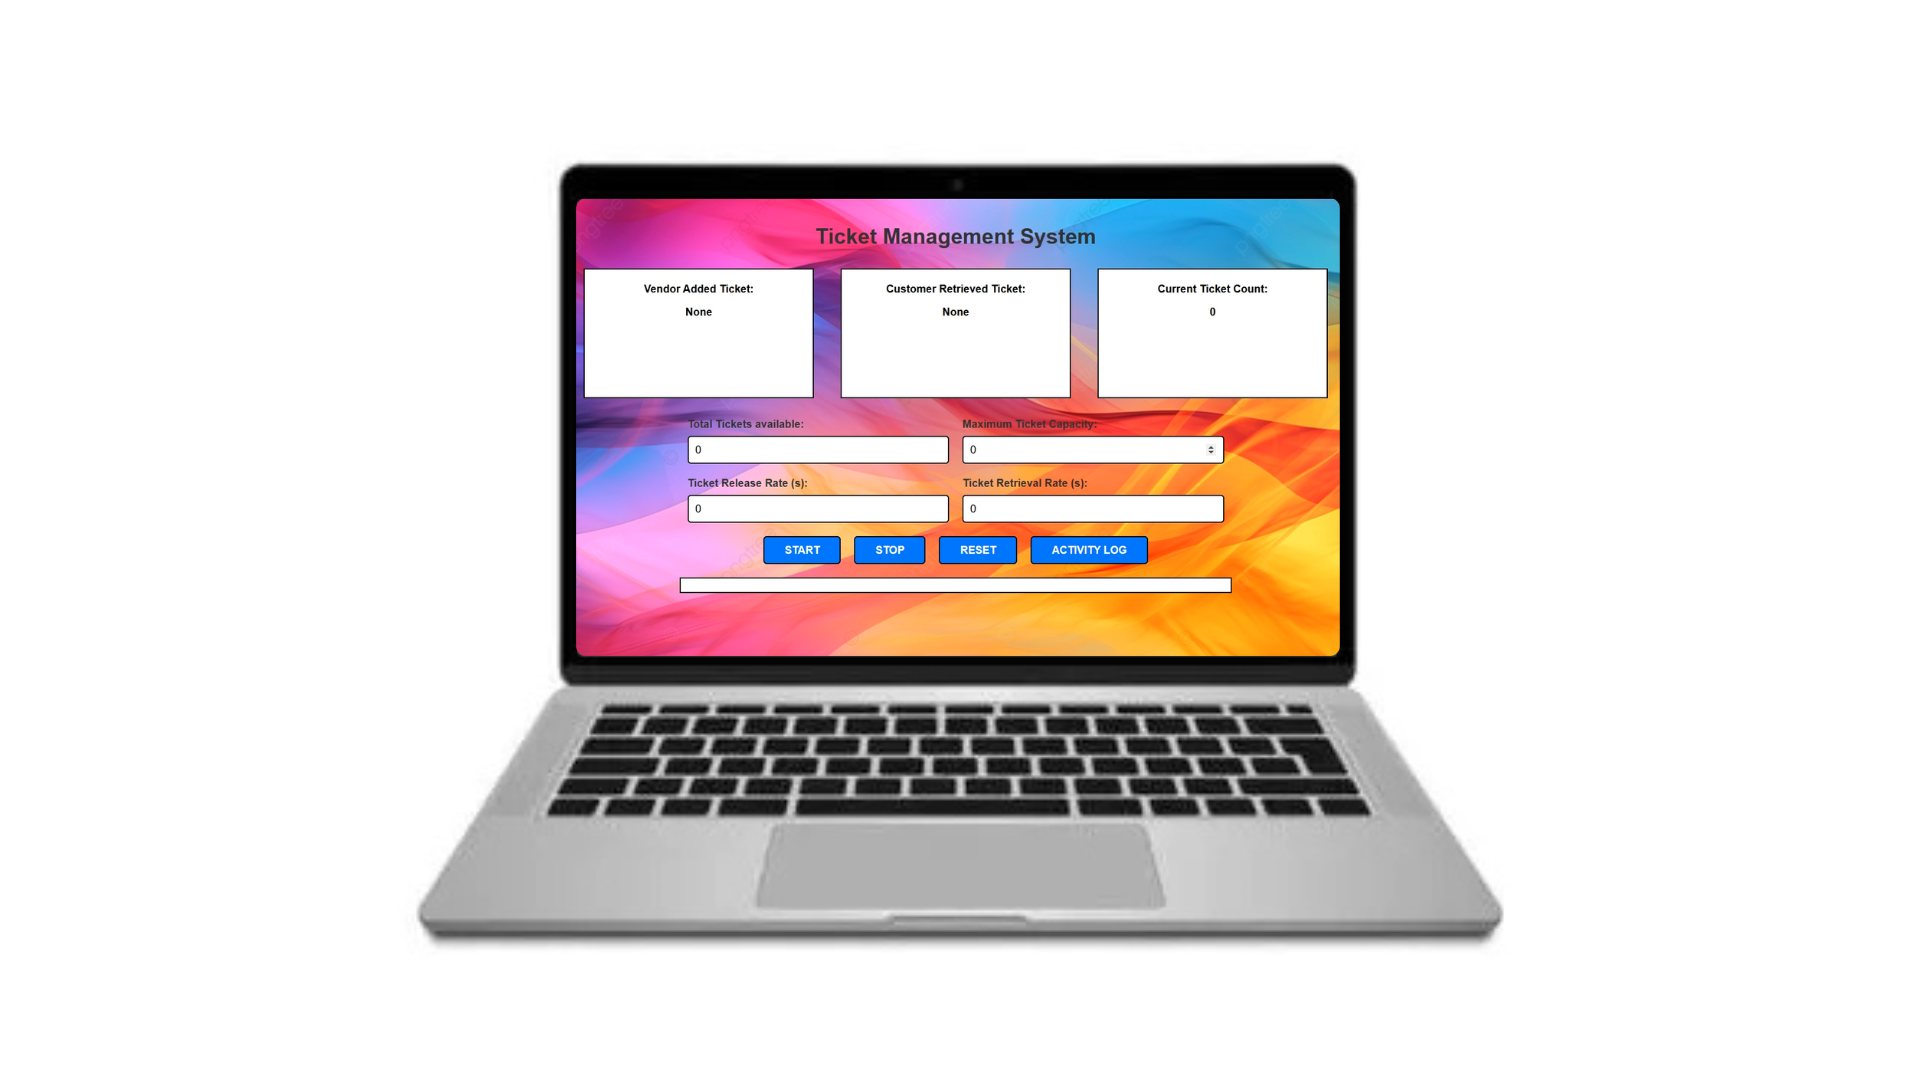 Ticket Management System
Vendor Added Ticket:
None
Customer Retrieved Ticket:
None
Current Ticket Count:
0
Total Tickets available:
Maximum Ticket Capacity:
0
0
Ticket Release Rate (s):
Ticket Retrieval Rate (s):
0
0
START
STOP
RESET
ACTIVITY LOG